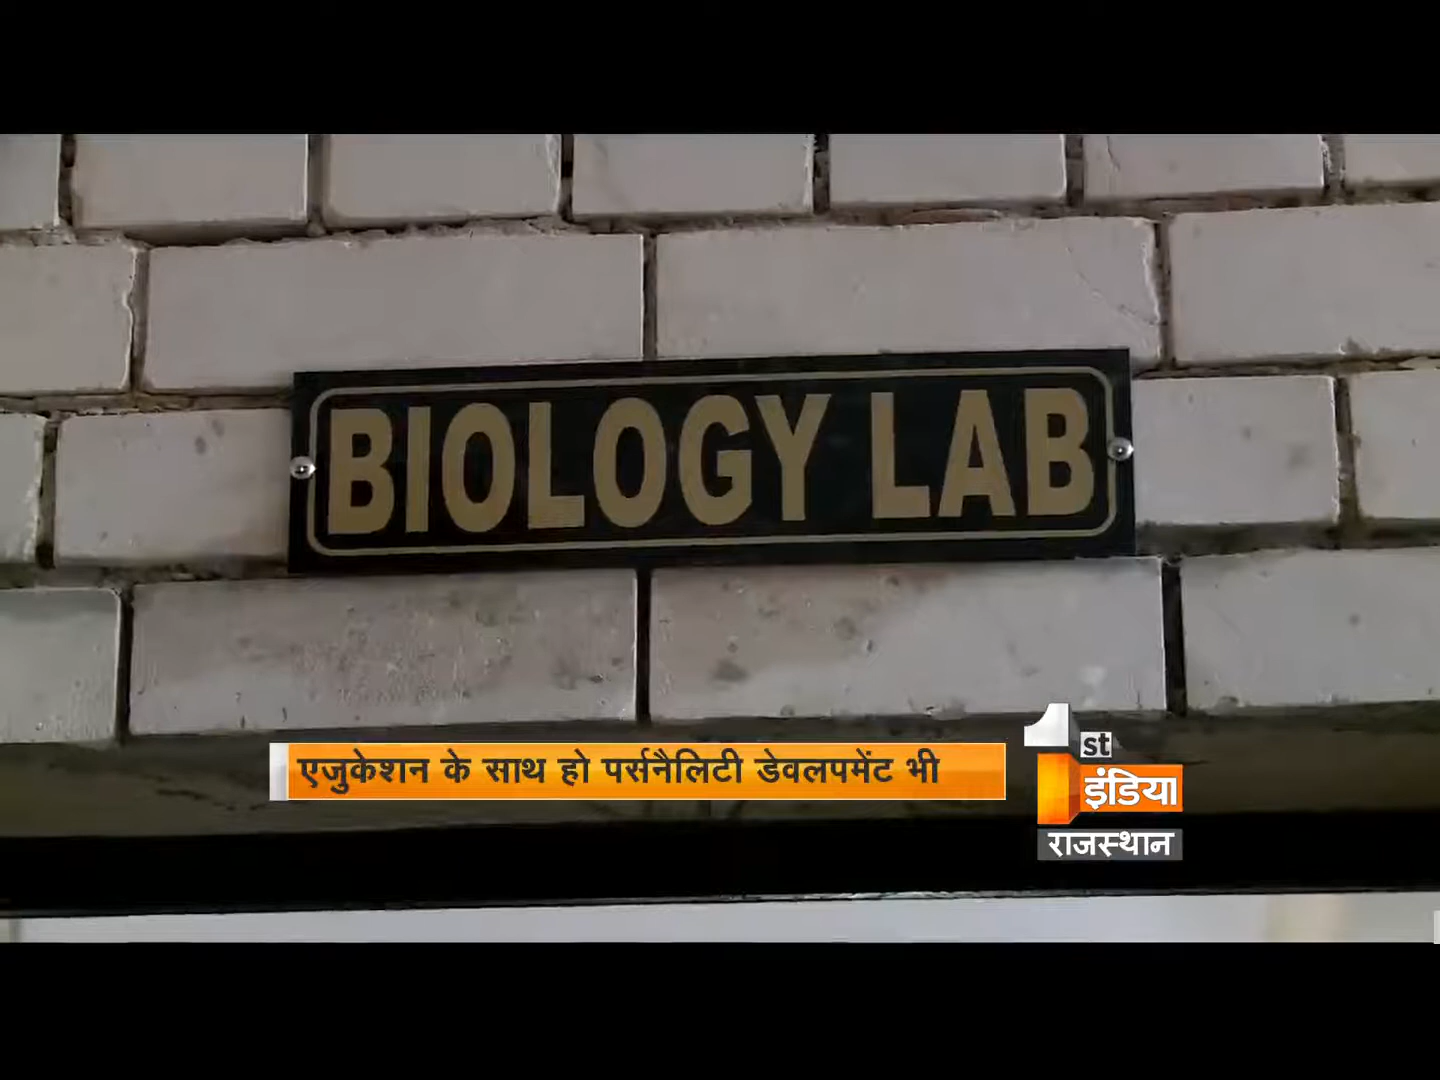 BIOLOGY LAB
एजुकेशन के साथ हो पर्सनैलिटी डेवलपमेंट भी
1st
इंडिया
राजस्थान